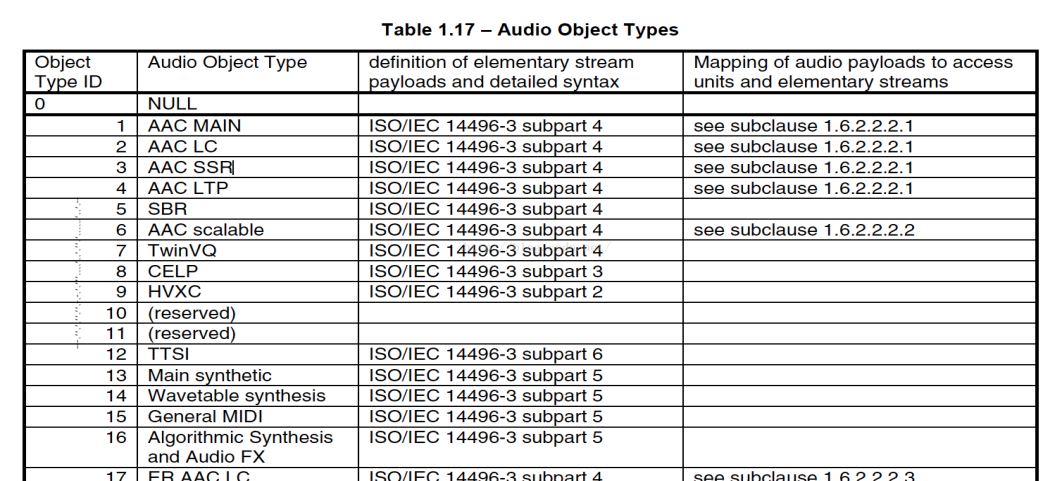 Table 1.17 – Audio Object Types
Object Type ID Audio Object Type definition of elementary stream payloads and detailed syntax Mapping of audio payloads to access units and elementary streams
0 NULL
1 AAC MAIN ISO/IEC 14496-3 subpart 4 see subclause 1.6.2.2.2.1
2 AAC LC ISO/IEC 14496-3 subpart 4 see subclause 1.6.2.2.2.1
3 AAC SSR ISO/IEC 14496-3 subpart 4 see subclause 1.6.2.2.2.1
4 AAC LTP ISO/IEC 14496-3 subpart 4 see subclause 1.6.2.2.2.1
5 SBR ISO/IEC 14496-3 subpart 4
6 AAC scalable ISO/IEC 14496-3 subpart 4 see subclause 1.6.2.2.2.2
7 TwinVQ ISO/IEC 14496-3 subpart 4
8 CELP ISO/IEC 14496-3 subpart 3
9 HVXC ISO/IEC 14496-3 subpart 2
10 (reserved)
11 (reserved)
12 TTSI ISO/IEC 14496-3 subpart 6
13 Main synthetic ISO/IEC 14496-3 subpart 5
14 Wavetable synthesis ISO/IEC 14496-3 subpart 5
15 General MIDI ISO/IEC 14496-3 subpart 5
16 Algorithmic Synthesis and Audio FX ISO/IEC 14496-3 subpart 5
17 ER AAC LC ISO/IEC 14496-3 subpart 4 see subclause 1.6.2.2.2.3